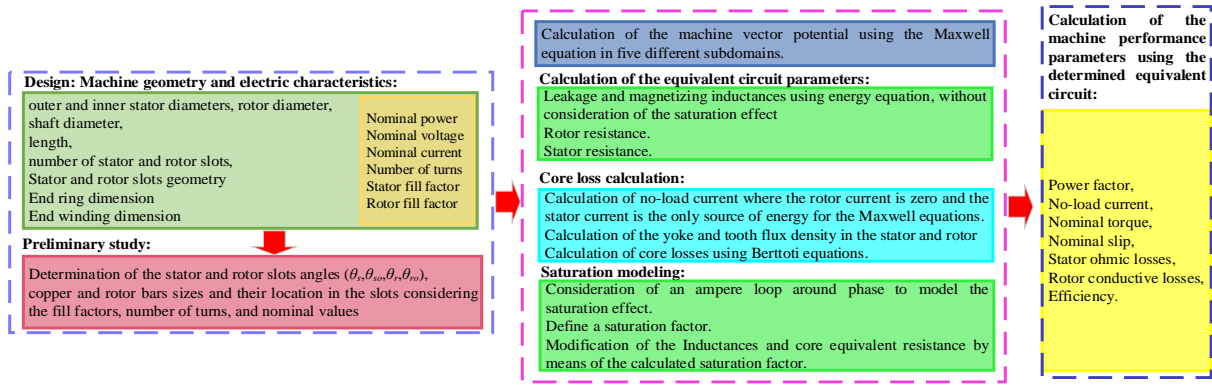 Design: Machine geometry and electric characteristics:
outer and inner stator diameters, rotor diameter,
shaft diameter,
length,
number of stator and rotor slots,
Stator and rotor slots geometry
End ring dimension
End winding dimension
Nominal power
Nominal voltage
Nominal current
Number of turns
Stator fill factor
Rotor fill factor
Preliminary study:
Determination of the stator and rotor slots angles (θs,θso,θr,θro),
copper and rotor bars sizes and their location in the slots considering
the fill factors, number of turns, and nominal values
Calculation of the machine vector potential using the Maxwell
equation in five different subdomains.
Calculation of the equivalent circuit parameters:
Leakage and magnetizing inductances using energy equation, without
consideration of the saturation effect
Rotor resistance.
Stator resistance.
Core loss calculation:
Calculation of no-load current where the rotor current is zero and the
stator current is the only source of energy for the Maxwell equations.
Calculation of the yoke and tooth flux density in the stator and rotor
Calculation of core losses using Berttoti equations.
Saturation modeling:
Consideration of an ampere loop around phase to model the
saturation effect.
Define a saturation factor.
Modification of the Inductances and core equivalent resistance by
means of the calculated saturation factor.
Calculation of the
machine performance
parameters using the
determined equivalent
circuit:
Power factor,
No-load current,
Nominal torque,
Nominal slip,
Stator ohmic losses,
Rotor conductive losses,
Efficiency.